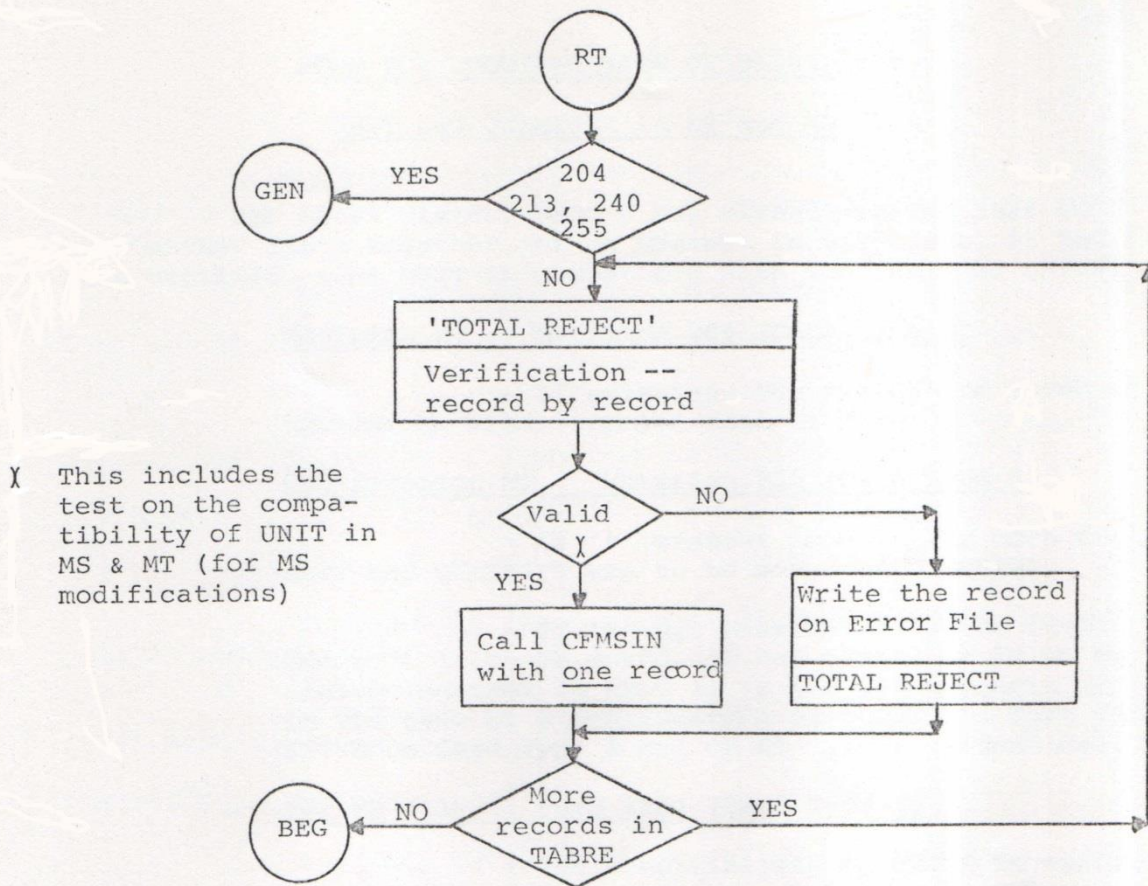 RT
GEN
YES
204
213, 240
255
NO
'TOTAL REJECT'
Verification --
record by record
χ This includes the
test on the compa-
tibility of UNIT in
MS & MT (for MS
modifications)
Valid
χ
NO
YES
Call CFMSIN
with one record
Write the record
on Error File
TOTAL REJECT
BEG
NO
More
records in
TABRE
YES